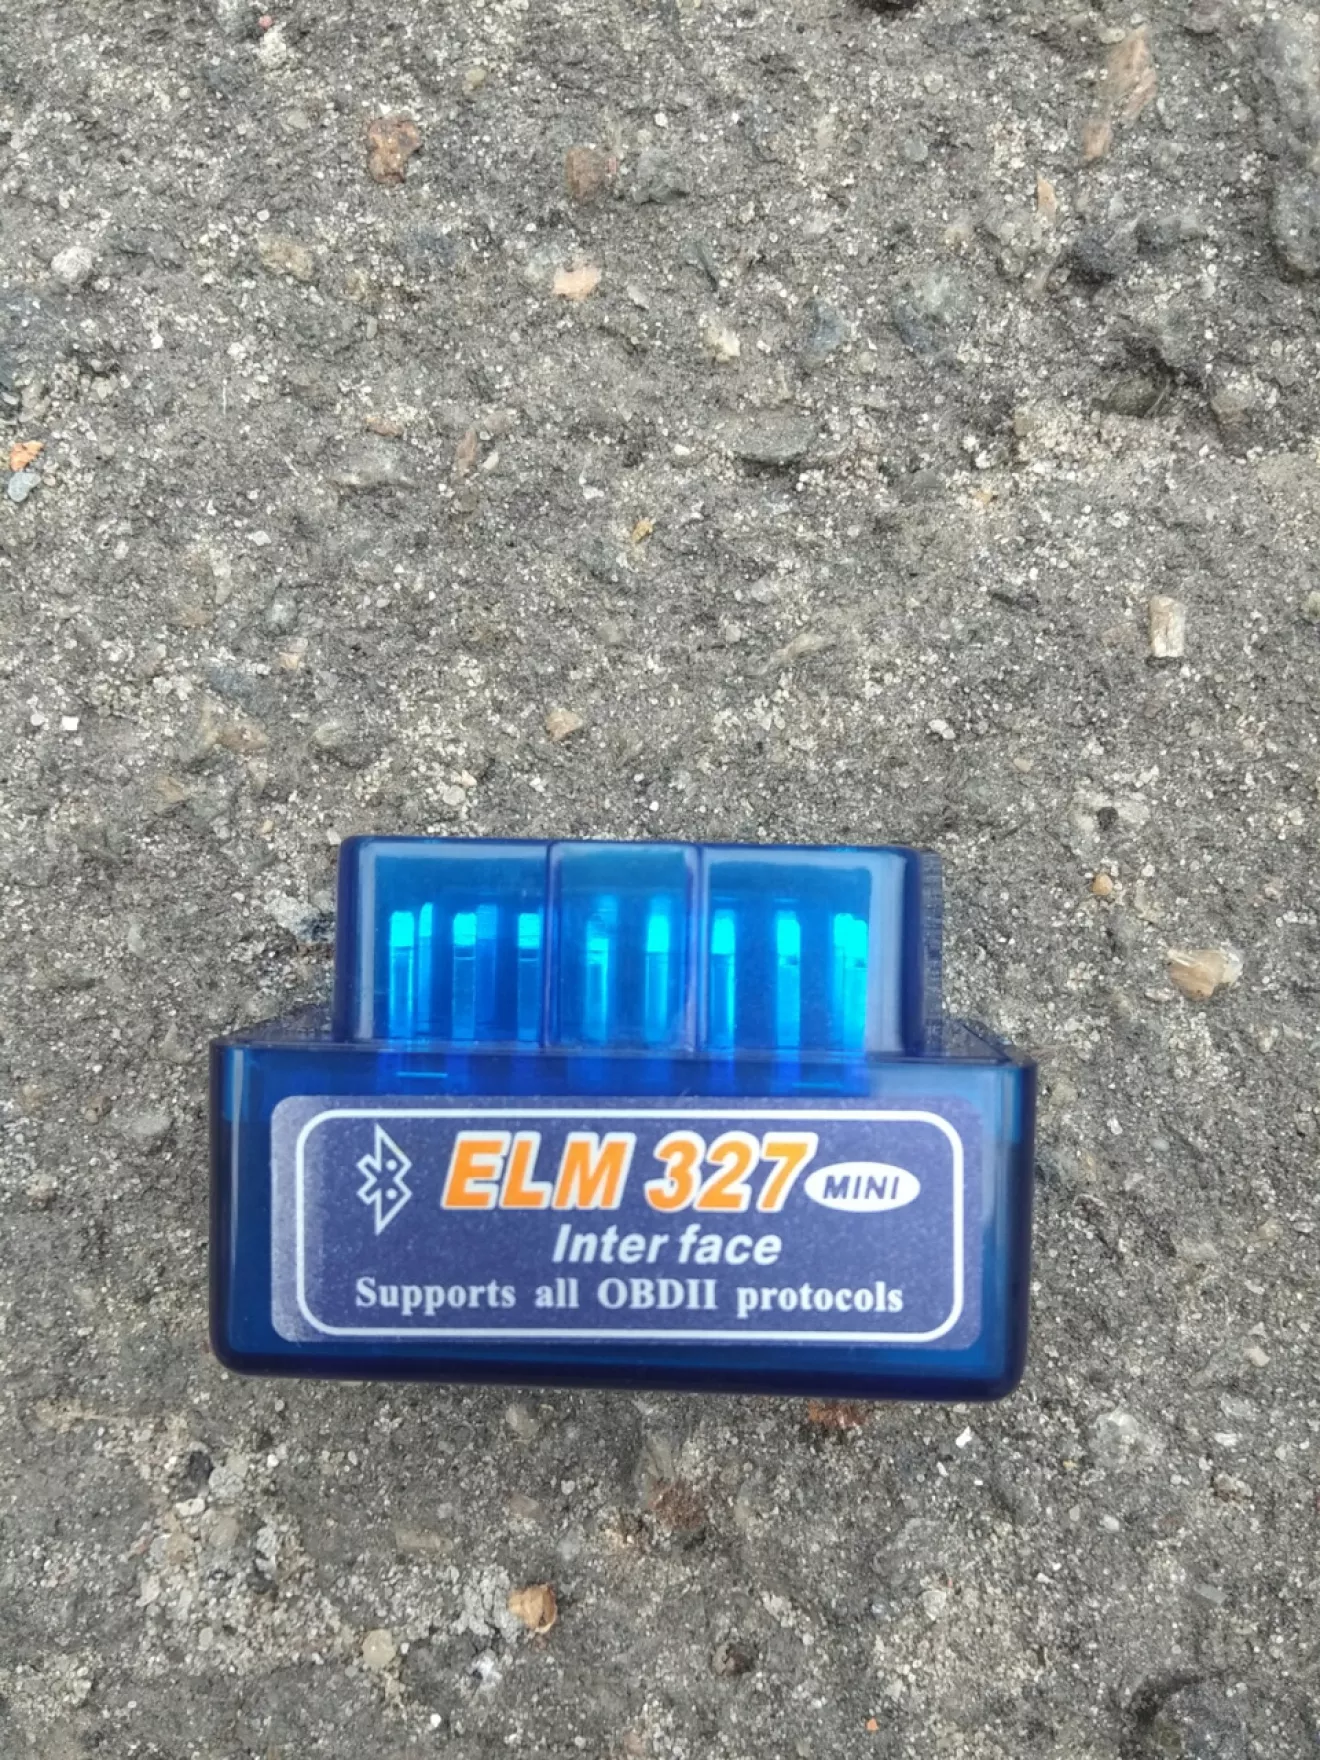 ELM 327 MINI
Inter face
Supports all OBDII protocols